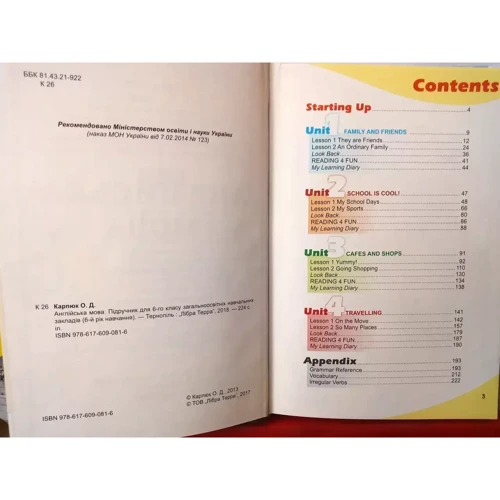 ББК 81.43.21-922
К 26
Рекомендовано Міністерством освіти і науки України
(наказ МОН України від 7.02.2014 № 123)
К 26
Карпюк О. Д.
Англійська мова: Підручник для 6-го класу загальноосвітніх навчальних
закладів (6-й рік навчання). — Тернопіль : „Лібра Терра", 2018. — 224 с.
іл.
ISBN 978-617-609-081-6
© Карпюк О. Д., 2013
© ТОВ „Лібра Терра", 2017
ISBN 978-617-609-081-6
Contents
Starting Up 4
Unit 1 FAMILY AND FRIENDS 9
Lesson 1 They are Friends 12
Lesson 2 An Ordinary Family 24
Look Back 36
READING 4 FUN 41
My Learning Diary 44
Unit 2 SCHOOL IS COOL! 47
Lesson 1 My School Days 48
Lesson 2 My Sports 66
Look Back 80
READING 4 FUN 86
My Learning Diary 88
Unit 3 CAFES AND SHOPS 91
Lesson 1 Yummy! 92
Lesson 2 Going Shopping 110
Look Back 130
READING 4 FUN 134
My Learning Diary 138
Unit 4 TRAVELLING 141
Lesson 1 On the Move 142
Lesson 2 So Many Places 157
Look Back 179
READING 4 FUN 187
My Learning Diary 190
Appendix 193
Grammar Reference 193
Vocabulary 212
Irregular Verbs 222
3